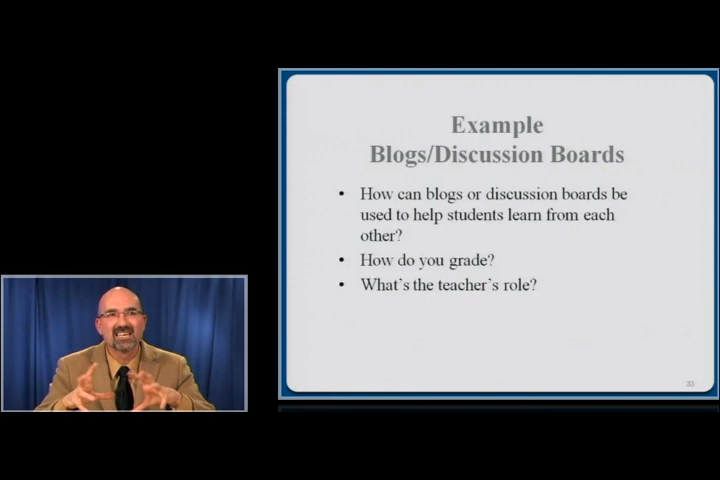 Example
Blogs/Discussion Boards
• How can blogs or discussion boards be
used to help students learn from each
other?
• How do you grade?
• What's the teacher's role?
33